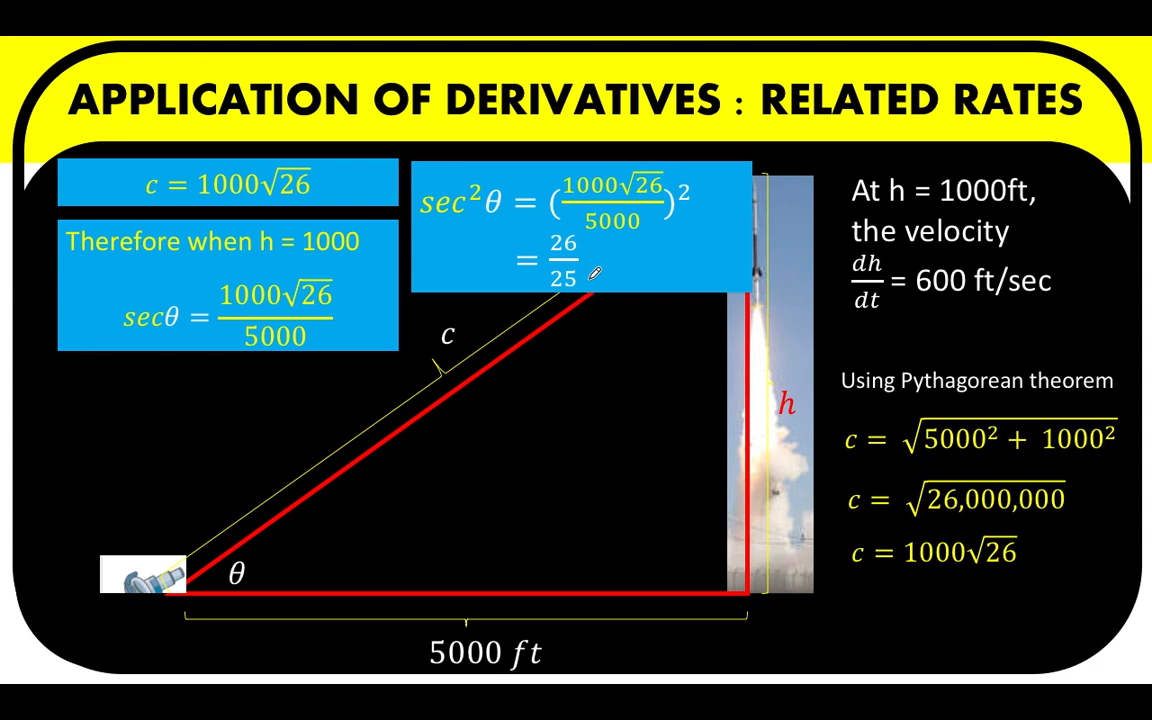 APPLICATION OF DERIVATIVES : RELATED RATES
c = 1000√26
Therefore when h = 1000
secθ = 1000√26/5000
sec²θ = (1000√26/5000)²
= 26/25
At h = 1000ft,
the velocity
dh/dt = 600 ft/sec
c
h
Using Pythagorean theorem
c = √5000² + 1000²
c = √26,000,000
c = 1000√26
θ
5000 ft